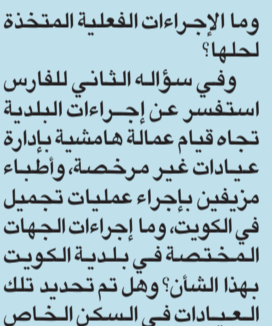 وما الإجراءات الفعلية المتخذة
لحلها؟
وفي سؤاله الثاني للفارس
استفسر عن إجراءات البلدية
تجاه قيام عمالة هامشية بإدارة
عيادات غير مرخصة، وأطباء
مزيفين بإجراء عمليات تجميل
في الكويت، وما إجراءات الجهات
المختصة في بلدية الكويت
بهذا الشأن؟ وهل تم تحديد تلك
العيادات في السكن الخاص